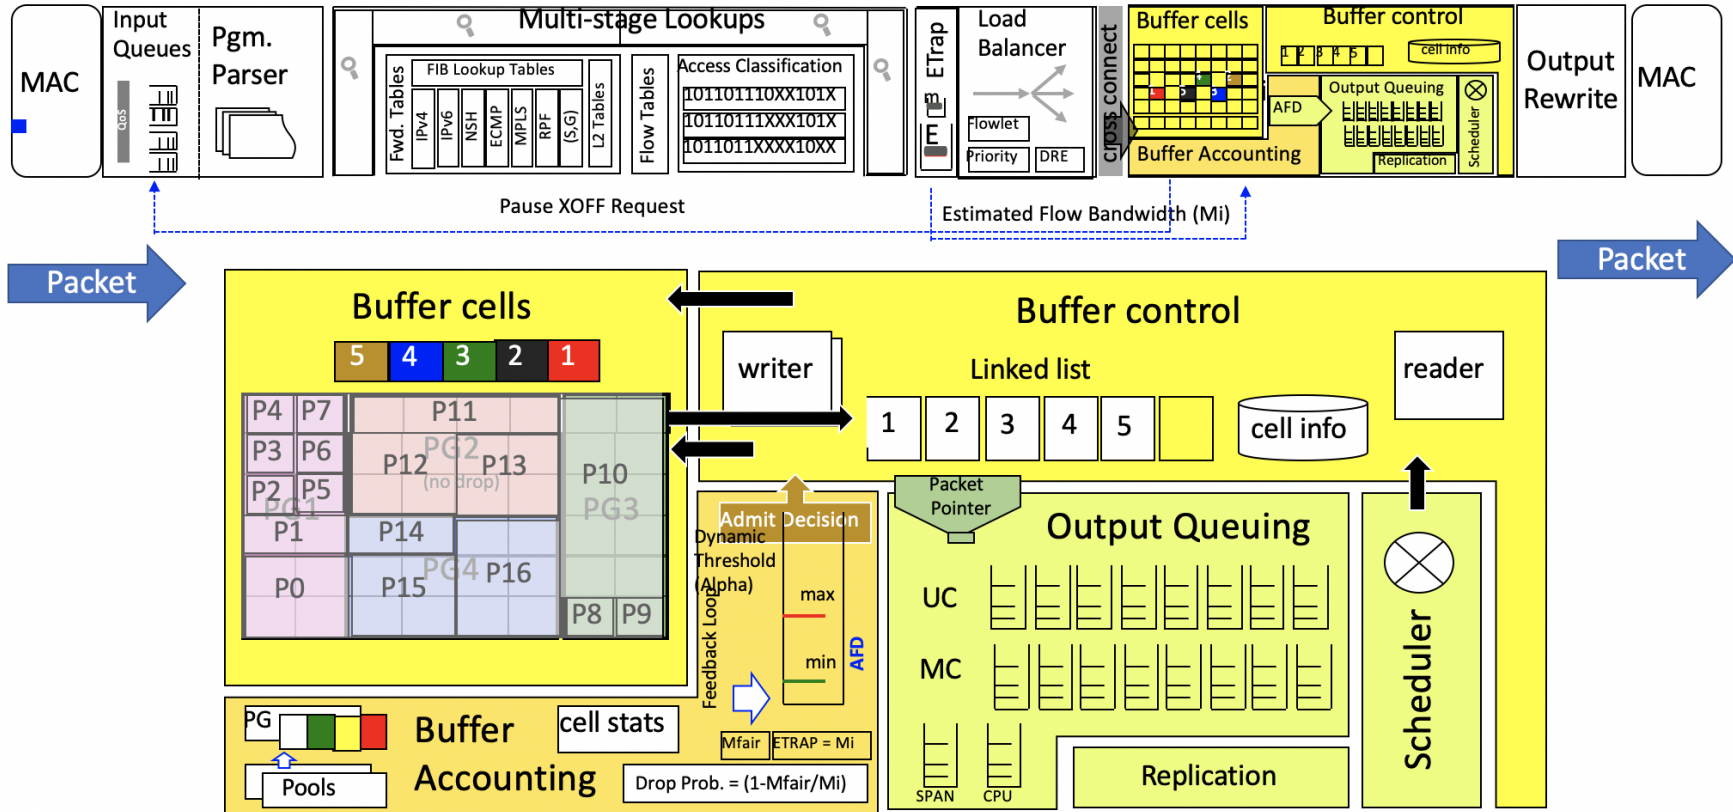 MAC
Input
Queues
QoS
Pgm.
Parser
Multi-stage Lookups
Fwd. Tables
FIB Lookup Tables
IPv4
IPv6
NSH
ECMP
MPLS
RPF
(S,G)
L2 Tables
Flow Tables
Access Classification
101101110XX101X
10110111XXX101X
1011011XXXX10XX
ETrap
E
Load
Balancer
Flowlet
Priority
DRE
cross connect
Buffer cells
Buffer Accounting
Buffer control
1 2 3 4 5
cell info
AFD
Output Queuing
Replication
Scheduler
Output
Rewrite
MAC
Pause XOFF Request
Estimated Flow Bandwidth (Mi)
Packet
Packet
Buffer cells
5 4 3 2 1
P4 P7
P3 P6
P2 P5
PG1
P1
P0
P11
PG2
P12 P13
(no drop)
P10
PG3
P14
PG4
P15 P16
P8 P9
Buffer control
writer
Linked list
1 2 3 4 5
cell info
reader
Admit Decision
Dynamic
Threshold
(Alpha)
Feedback Loop
max
min
AFD
Mfair
ETRAP = Mi
Drop Prob. = (1-Mfair/Mi)
PG
Pools
Buffer
Accounting
cell stats
Packet
Pointer
Output Queuing
UC
MC
SPAN
CPU
Replication
Scheduler